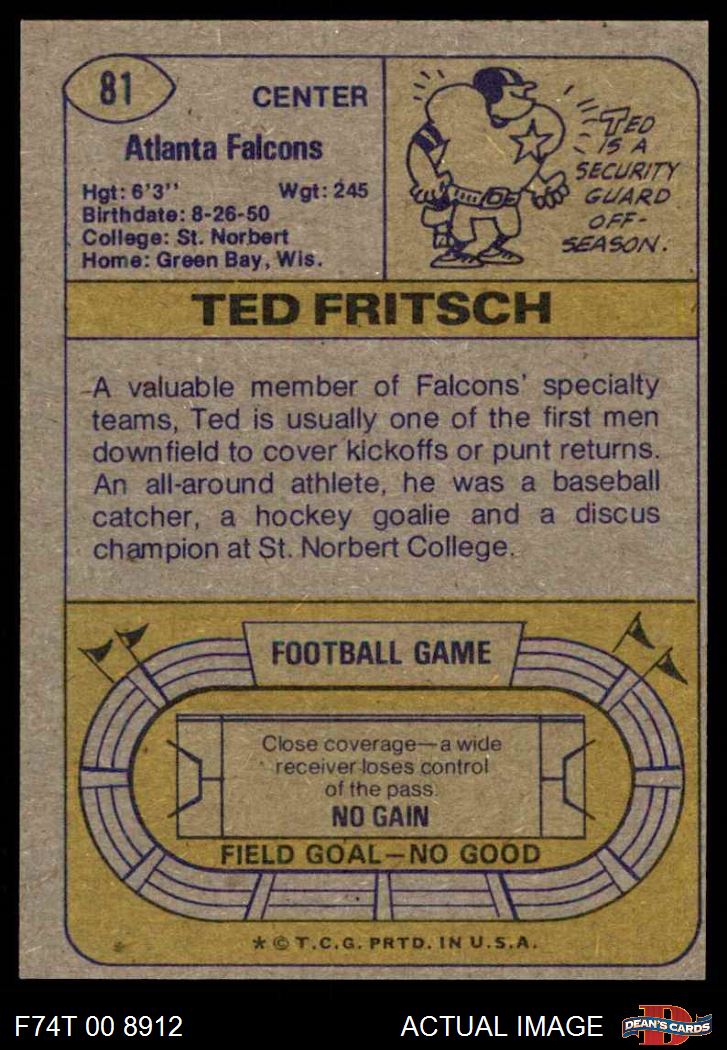 81
CENTER
Atlanta Falcons
Hgt: 6'3" Wgt: 245
Birthdate: 8-26-50
College: St. Norbert
Home: Green Bay, Wis.
TED
IS A
SECURITY
GUARD
OFF-
SEASON.
TED FRITSCH
A valuable member of Falcons' specialty
teams, Ted is usually one of the first men
downfield to cover kickoffs or punt returns.
An all-around athlete, he was a baseball
catcher, a hockey goalie and a discus
champion at St. Norbert College.
FOOTBALL GAME
Close coverage—a wide
receiver loses control
of the pass.
NO GAIN
FIELD GOAL—NO GOOD
* © T.C.G. PRTD. IN U.S.A.
F74T 00 8912
ACTUAL IMAGE
D
DEAN'S CARDS